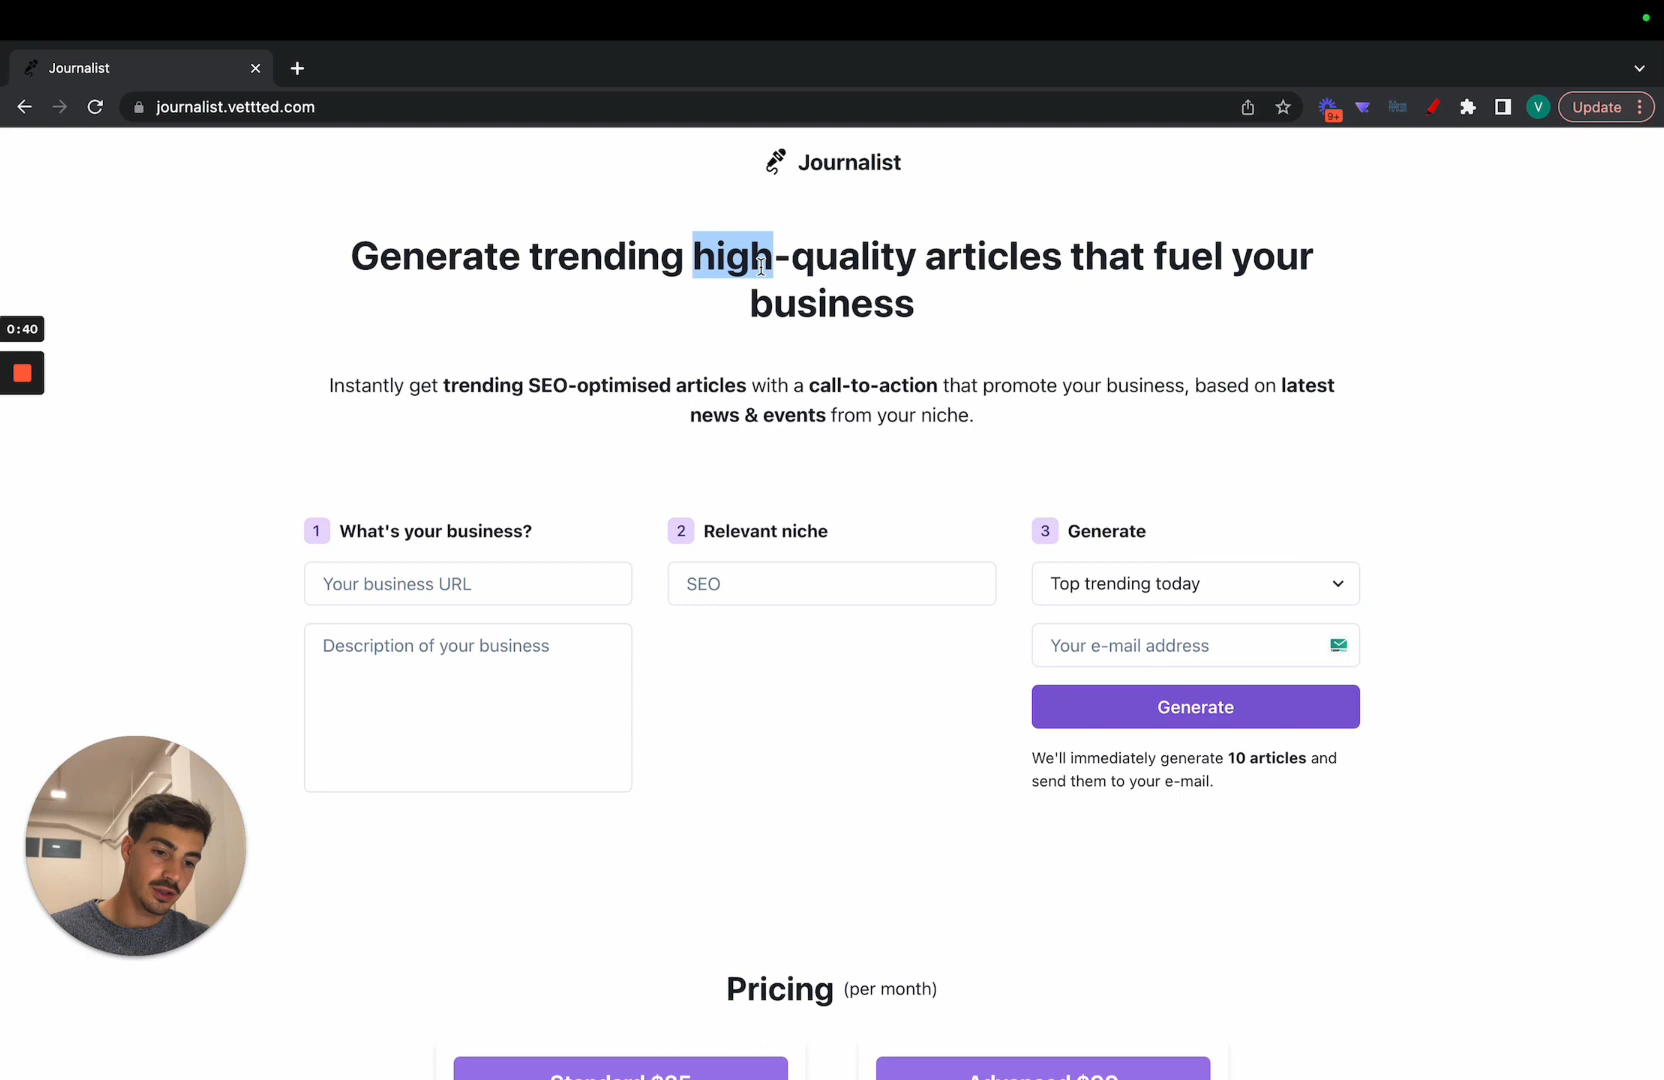 Journalist
journalist.vettted.com
9+
V
Update
Journalist
Generate trending high-quality articles that fuel your
business
0:40
Instantly get trending SEO-optimised articles with a call-to-action that promote your business, based on latest
news & events from your niche.
1 What's your business?
2 Relevant niche
3 Generate
Your business URL
SEO
Top trending today
Description of your business
Your e-mail address
Generate
We'll immediately generate 10 articles and
send them to your e-mail.
Pricing (per month)